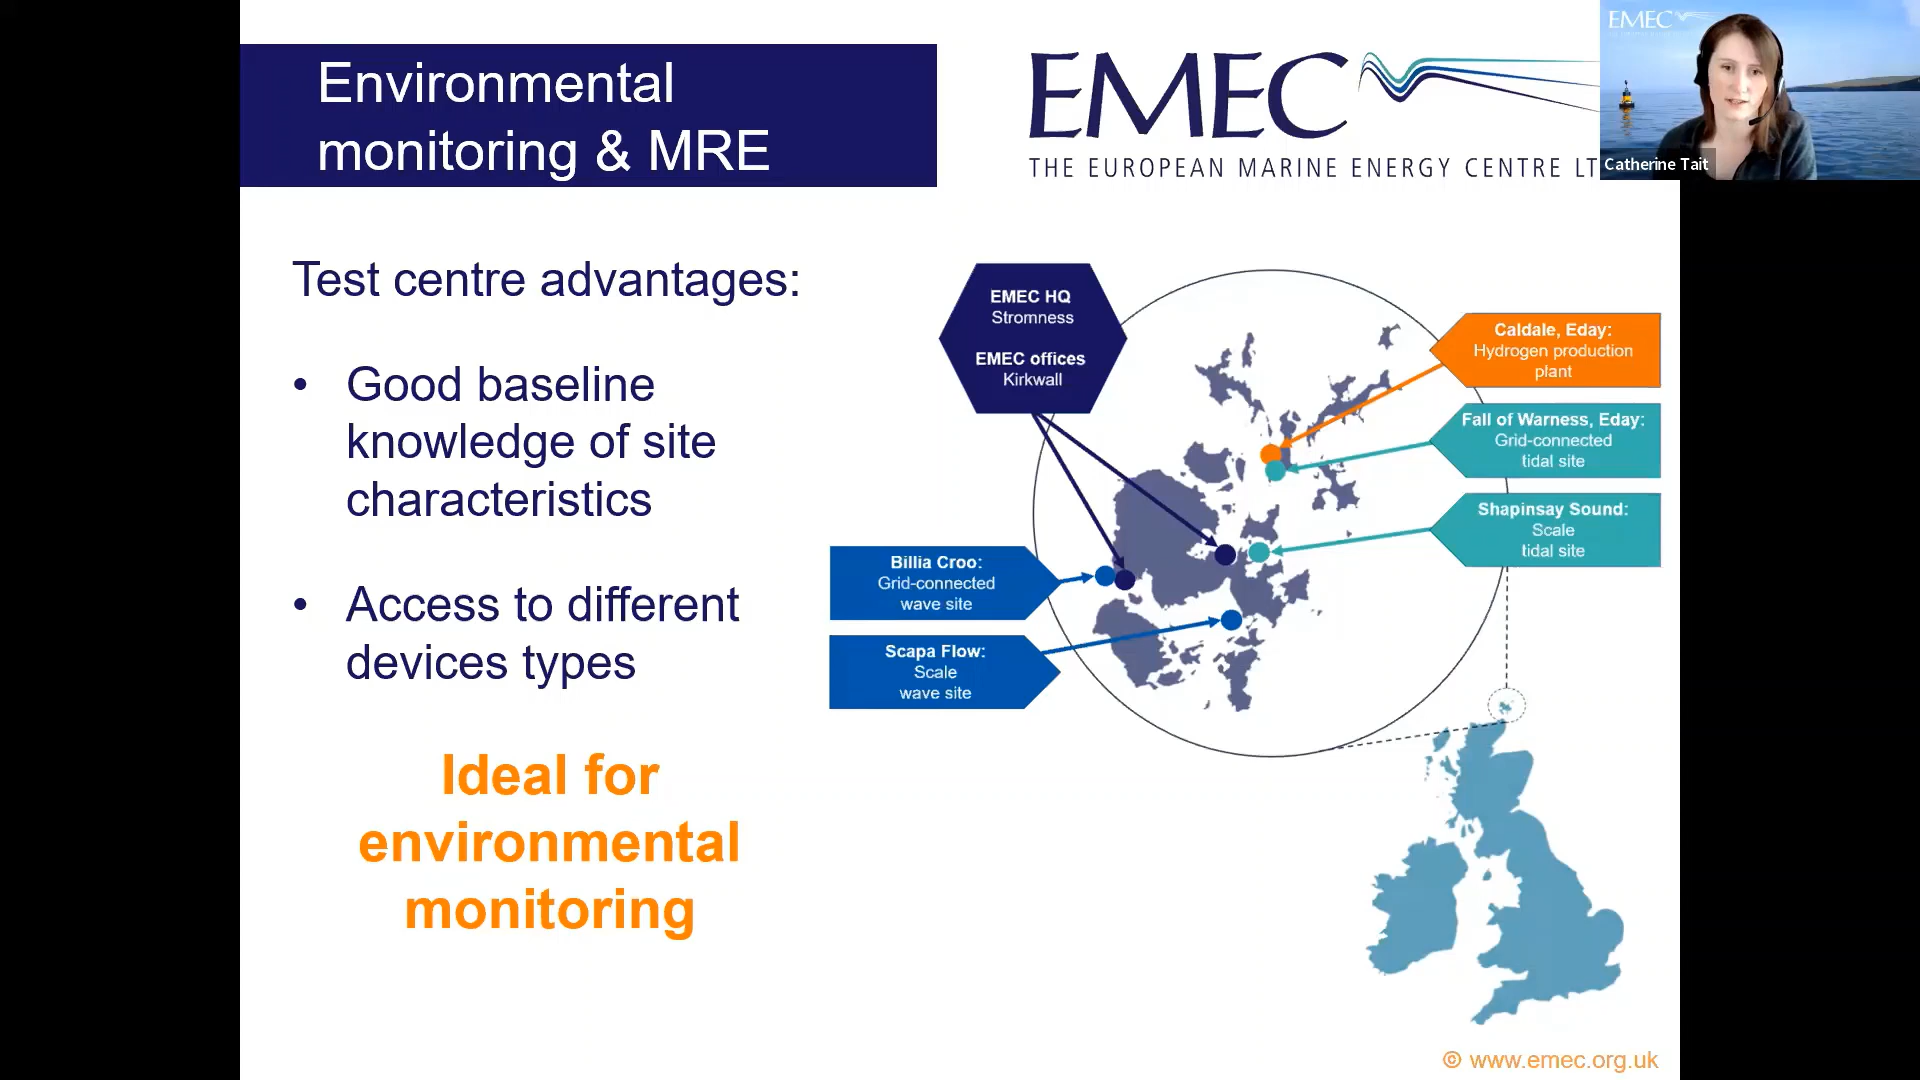 Environmental
monitoring & MRE
EMEC
THE EUROPEAN MARINE ENERGY CENTRE LT
EMEC
Catherine Tait
Test centre advantages:
• Good baseline
knowledge of site
characteristics
• Access to different
devices types
Ideal for
environmental
monitoring
EMEC HQ
Stromness
EMEC offices
Kirkwall
Caldale, Eday:
Hydrogen production
plant
Fall of Warness, Eday:
Grid-connected
tidal site
Shapinsay Sound:
Scale
tidal site
Billia Croo:
Grid-connected
wave site
Scapa Flow:
Scale
wave site
© www.emec.org.uk